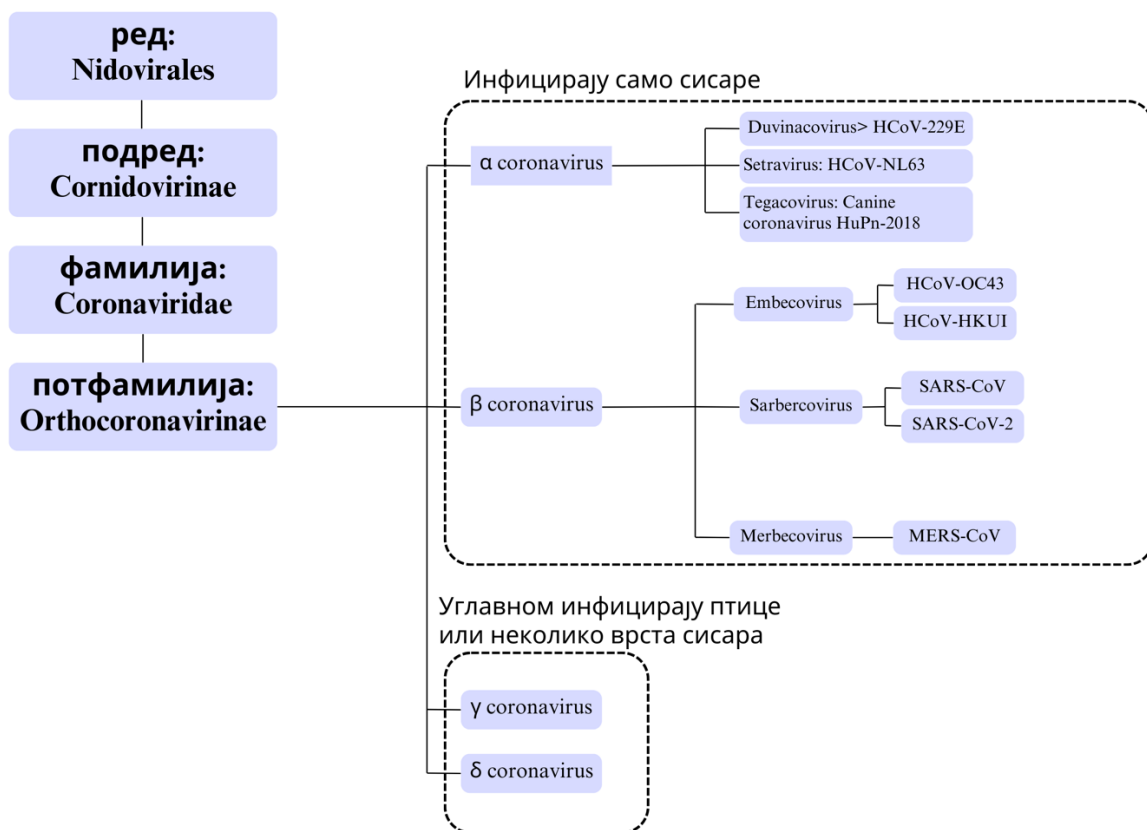 ред:
Nidovirales
подред:
Cornidovirinae
фамилија:
Coronaviridae
потфамилија:
Orthocoronavirinae
Инфицирају само сисаре
α coronavirus
Duvinacovirus> HCoV-229E
Setravirus: HCoV-NL63
Tegacovirus: Canine
coronavirus HuPn-2018
β coronavirus
Embecovirus
HCoV-OC43
HCoV-HKUI
Sarbercovirus
SARS-CoV
SARS-CoV-2
Merbecovirus
MERS-CoV
Углавном инфицирају птице
или неколико врста сисара
γ coronavirus
δ coronavirus